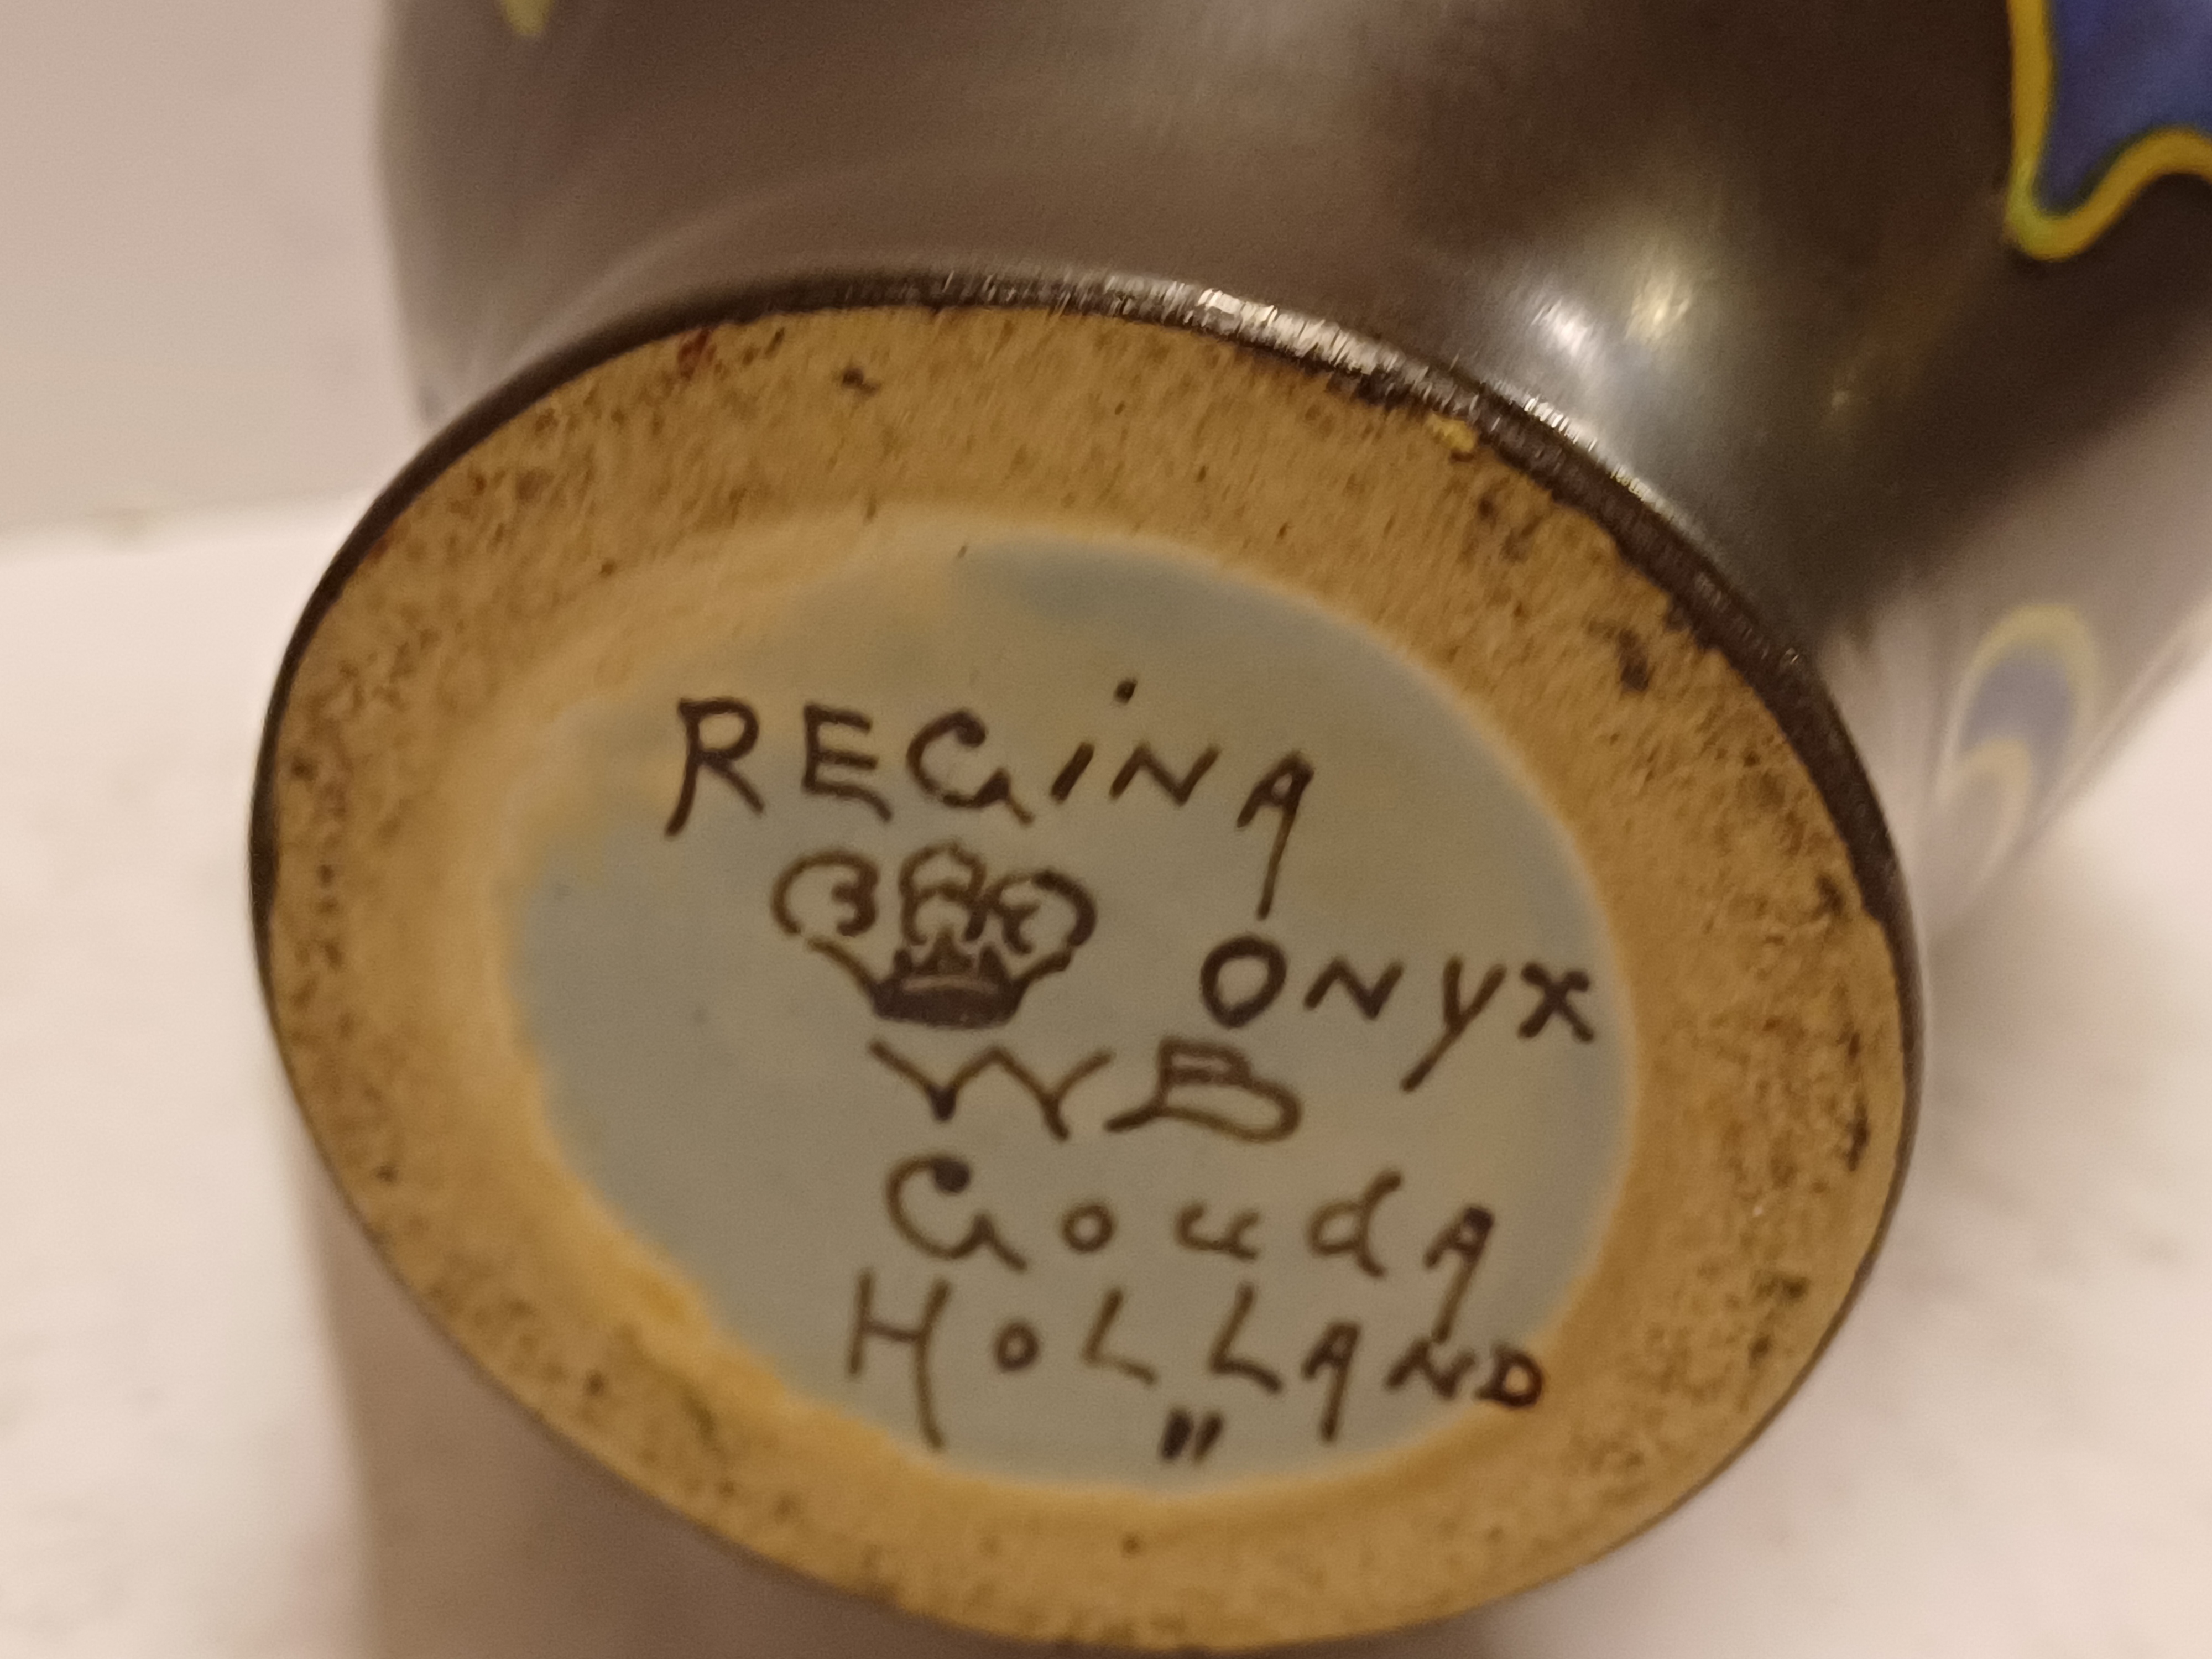 REGiNA
ONyX
WB
GoudA
HoLLAND
"